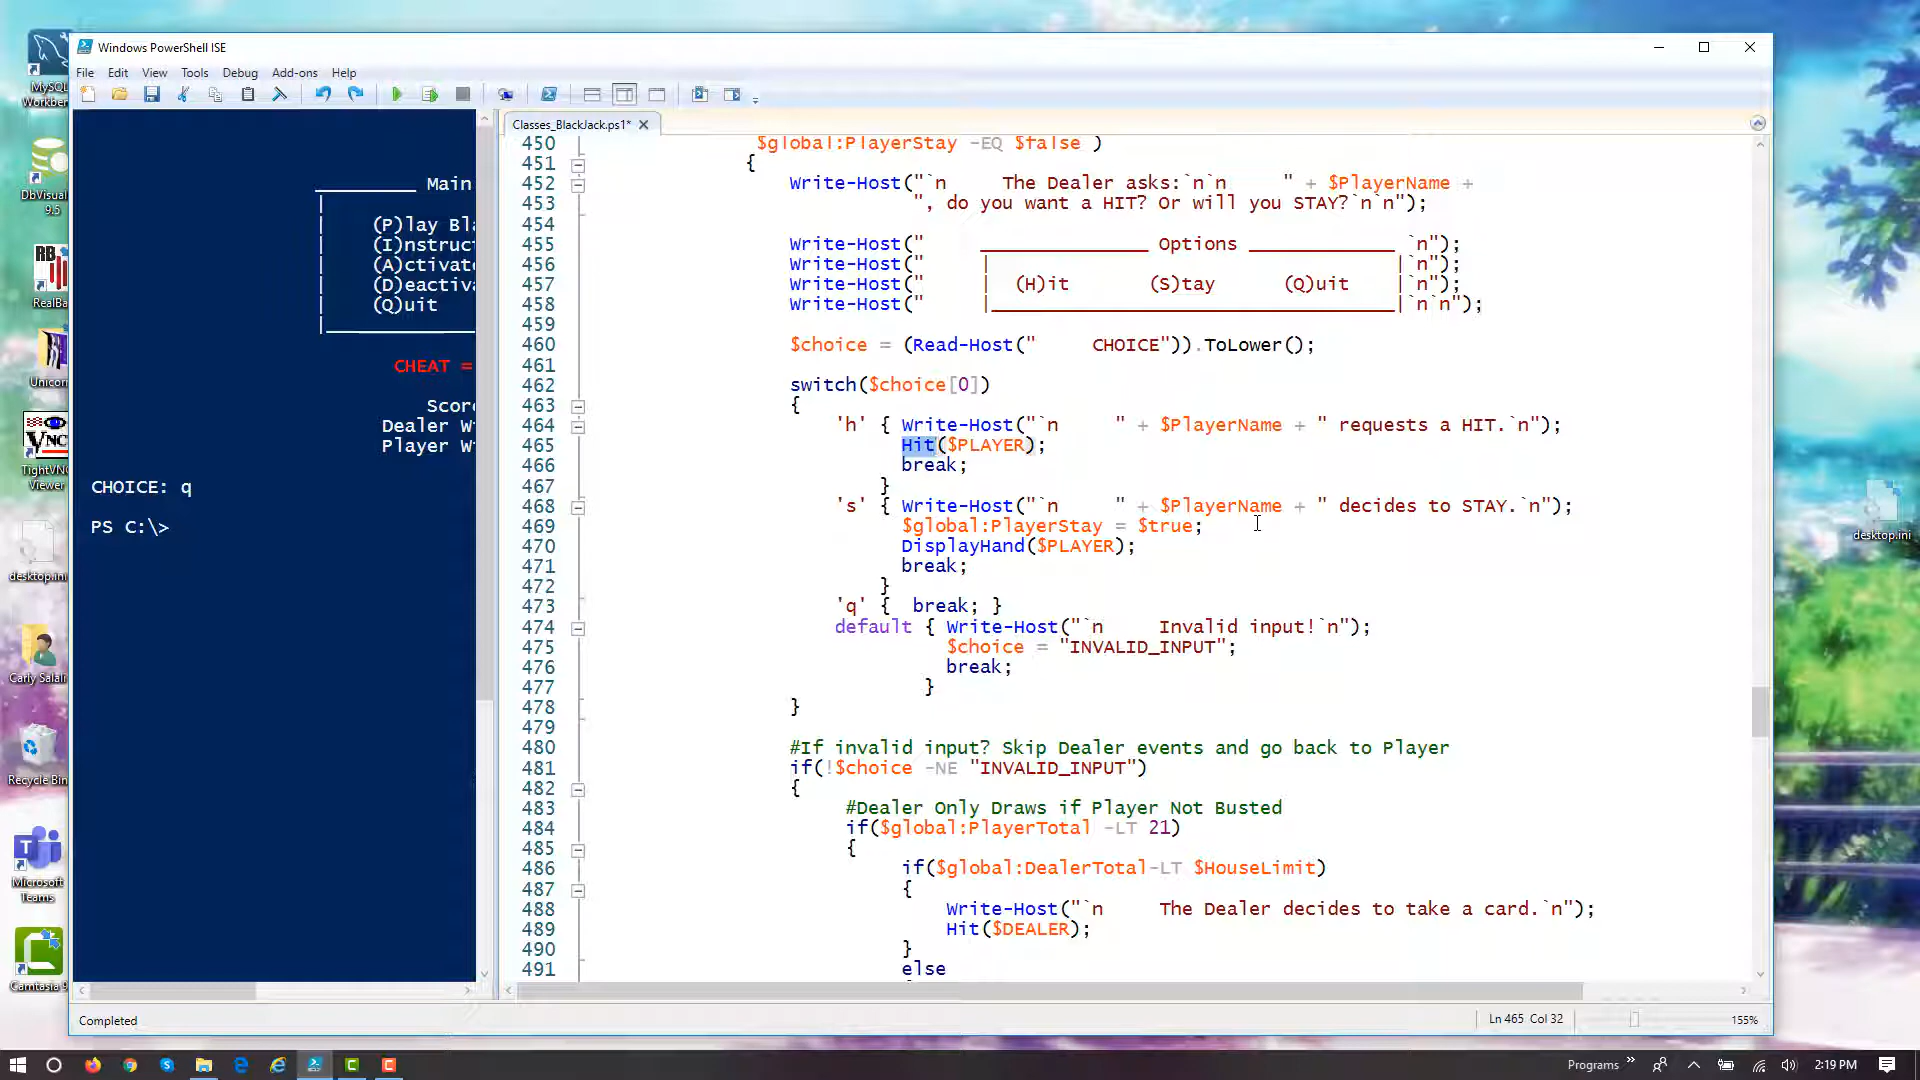 Windows PowerShell ISE
File Edit View Tools Debug Add-ons Help
Classes_BlackJack.ps1* X
Main
(P)lay Bl
(I)nstruc
(A)ctivat
(D)eactiv
(Q)uit
CHEAT =
Score
Dealer W
Player W
CHOICE: q
PS C:\>
450 $global:PlayerStay -EQ $false )
451 {
452 Write-Host("`n     The Dealer asks:`n`n     " + $PlayerName +
453 ", do you want a HIT? Or will you STAY?`n`n");
454
455 Write-Host("     _______________ Options _____________ `n");
456 Write-Host("     |                                    |`n");
457 Write-Host("     |  (H)it       (S)tay      (Q)uit    |`n");
458 Write-Host("     |____________________________________|`n`n");
459
460 $choice = (Read-Host("     CHOICE")).ToLower();
461
462 switch($choice[0])
463 {
464 'h' { Write-Host("`n     " + $PlayerName + " requests a HIT.`n");
465 Hit($PLAYER);
466 break;
467 }
468 's' { Write-Host("`n     " + $PlayerName + " decides to STAY.`n");
469 $global:PlayerStay = $true;
470 DisplayHand($PLAYER);
471 break;
472 }
473 'q' {  break; }
474 default { Write-Host("`n     Invalid input!`n");
475 $choice = "INVALID_INPUT";
476 break;
477 }
478 }
479
480 #If invalid input? Skip Dealer events and go back to Player
481 if(!$choice -NE "INVALID_INPUT")
482 {
483 #Dealer Only Draws if Player Not Busted
484 if($global:PlayerTotal -LT 21)
485 {
486 if($global:DealerTotal-LT $HouseLimit)
487 {
488 Write-Host("`n     The Dealer decides to take a card.`n");
489 Hit($DEALER);
490 }
491 else
Completed
Ln 465 Col 32
155%
MySQL
Workben
DbVisual
9.5
RealBa
Unicor
TightVN
Viewer
desktop.ini
Carly Salali
Recycle Bin
Microsoft
Teams
Camtasia 9
desktop.ini
Programs
2:19 PM